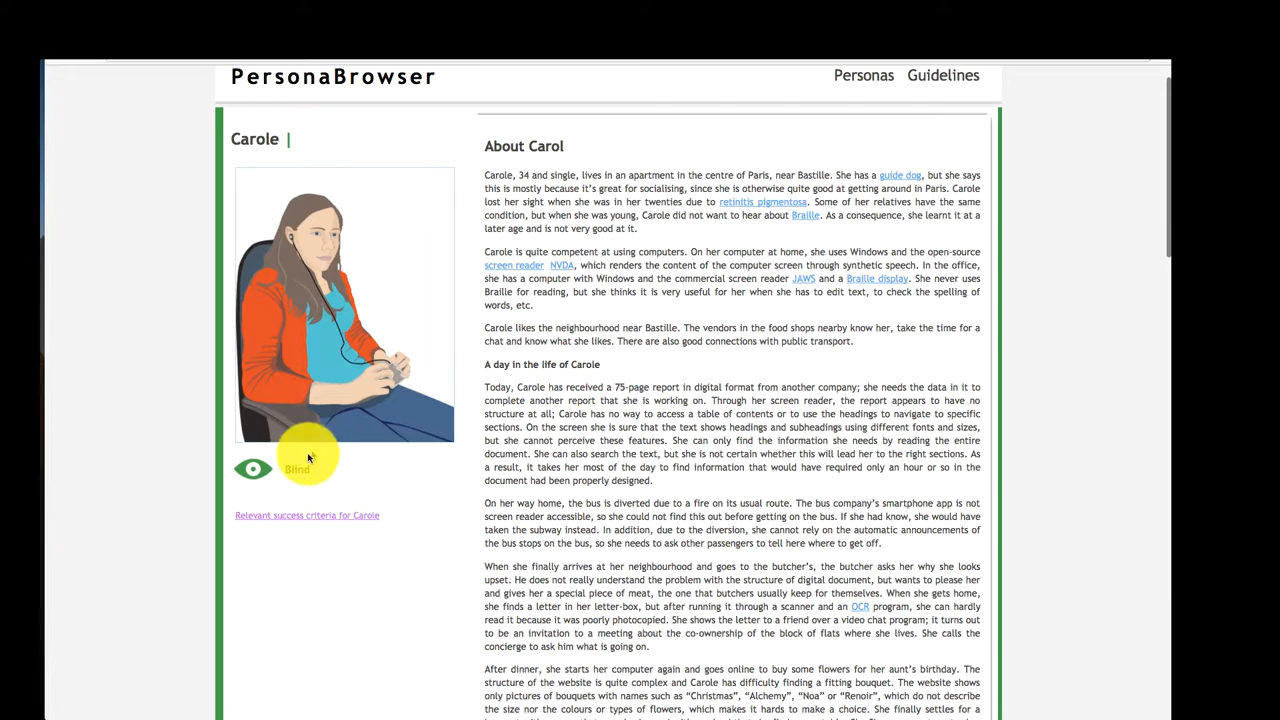 PersonaBrowser
Personas Guidelines
Carole |
Blind
Relevant success criteria for Carole
About Carol
Carole, 34 and single, lives in an apartment in the centre of Paris, near Bastille. She has a guide dog, but she says
this is mostly because it's great for socialising, since she is otherwise quite good at getting around in Paris. Carole
lost her sight when she was in her twenties due to retinitis pigmentosa. Some of her relatives have the same
condition, but when she was young, Carole did not want to hear about Braille. As a consequence, she learnt it at a
later age and is not very good at it.
Carole is quite competent at using computers. On her computer at home, she uses Windows and the open-source
screen reader NVDA, which renders the content of the computer screen through synthetic speech. In the office,
she has a computer with Windows and the commercial screen reader JAWS and a Braille display. She never uses
Braille for reading, but she thinks it is very useful for her when she has to edit text, to check the spelling of
words, etc.
Carole likes the neighbourhood near Bastille. The vendors in the food shops nearby know her, take the time for a
chat and know what she likes. There are also good connections with public transport.
A day in the life of Carole
Today, Carole has received a 75-page report in digital format from another company; she needs the data in it to
complete another report that she is working on. Through her screen reader, the report appears to have no
structure at all; Carole has no way to access a table of contents or to use the headings to navigate to specific
sections. On the screen she is sure that the text shows headings and subheadings using different fonts and sizes,
but she cannot perceive these features. She can only find the information she needs by reading the entire
document. She can also search the text, but she is not certain whether this will lead her to the right sections. As
a result, it takes her most of the day to find information that would have required only an hour or so in the
document had been properly designed.
On her way home, the bus is diverted due to a fire on its usual route. The bus company's smartphone app is not
screen reader accessible, so she could not find this out before getting on the bus. If she had know, she would have
taken the subway instead. In addition, due to the diversion, she cannot rely on the automatic announcements of
the bus stops on the bus, so she needs to ask other passengers to tell here where to get off.
When she finally arrives at her neighbourhood and goes to the butcher's, the butcher asks her why she looks
upset. He does not really understand the problem with the structure of digital document, but wants to please her
and gives her a special piece of meat, the one that butchers usually keep for themselves. When she gets home,
she finds a letter in her letter-box, but after running it through a scanner and an OCR program, she can hardly
read it because it was poorly photocopied. She shows the letter to a friend over a video chat program; it turns out
to be an invitation to a meeting about the co-ownership of the block of flats where she lives. She calls the
concierge to ask him what is going on.
After dinner, she starts her computer again and goes online to buy some flowers for her aunt's birthday. The
structure of the website is quite complex and Carole has difficulty finding a fitting bouquet. The website shows
only pictures of bouquets with names such as "Christmas", "Alchemy", "Noa" or "Renoir", which do not describe
the size nor the colours or types of flowers, which makes it hards to make a choice. She finally settles for a